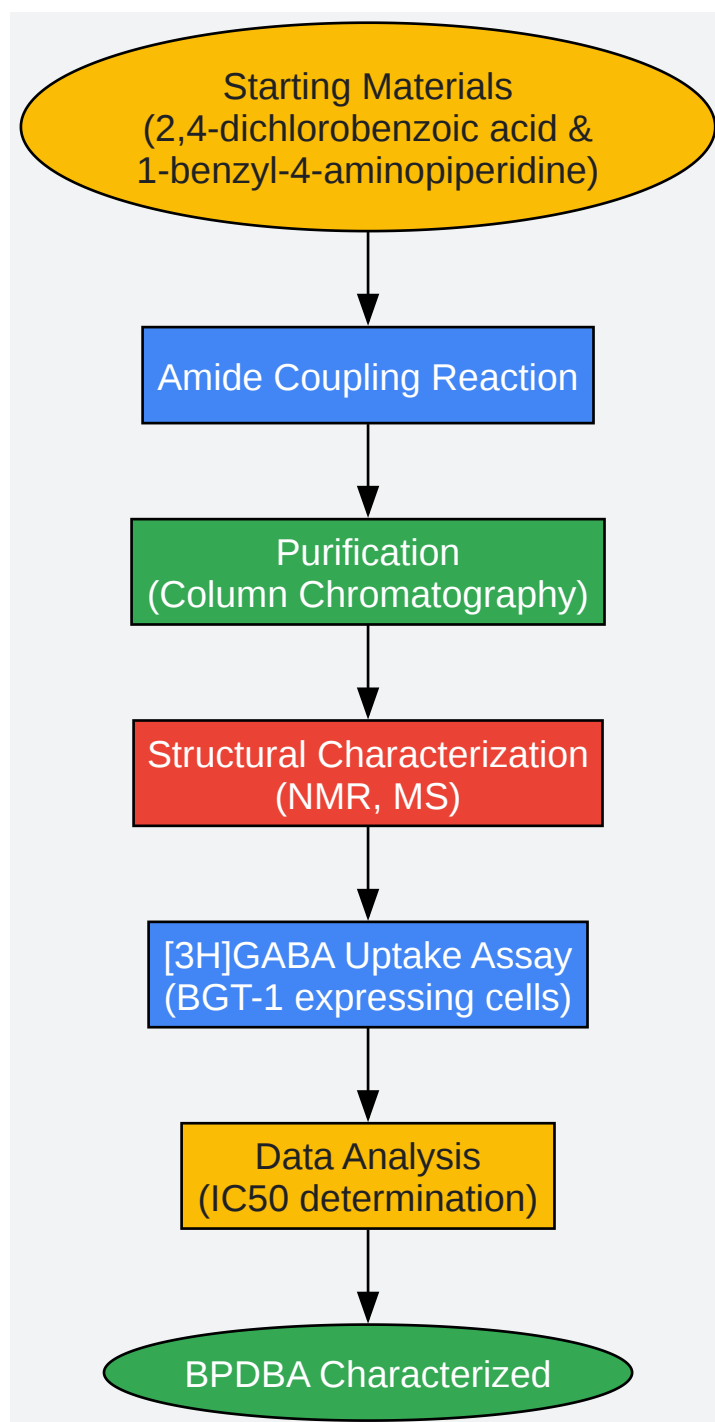 Starting Materials
(2,4-dichlorobenzoic acid &
1-benzyl-4-aminopiperidine)
Amide Coupling Reaction
Purification
(Column Chromatography)
Structural Characterization
(NMR, MS)
[3H]GABA Uptake Assay
(BGT-1 expressing cells)
Data Analysis
(IC50 determination)
BPDBA Characterized